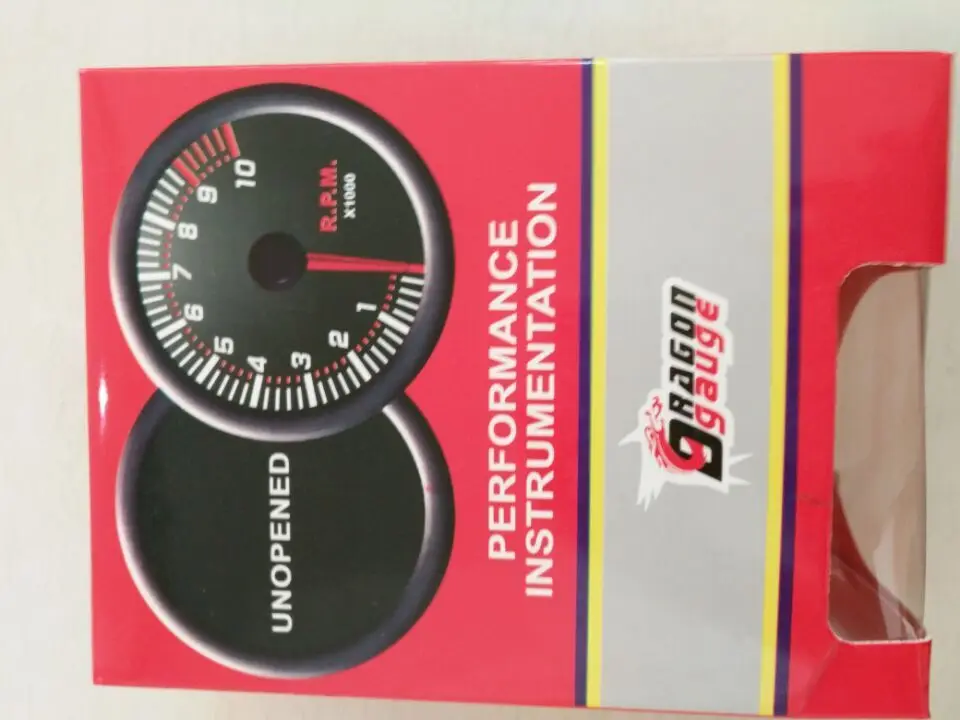 UNOPENED
1
2
3
4
5
6
7
8
9
10
R.P.M.
X1000
PERFORMANCE
INSTRUMENTATION
DRAGON
gauge